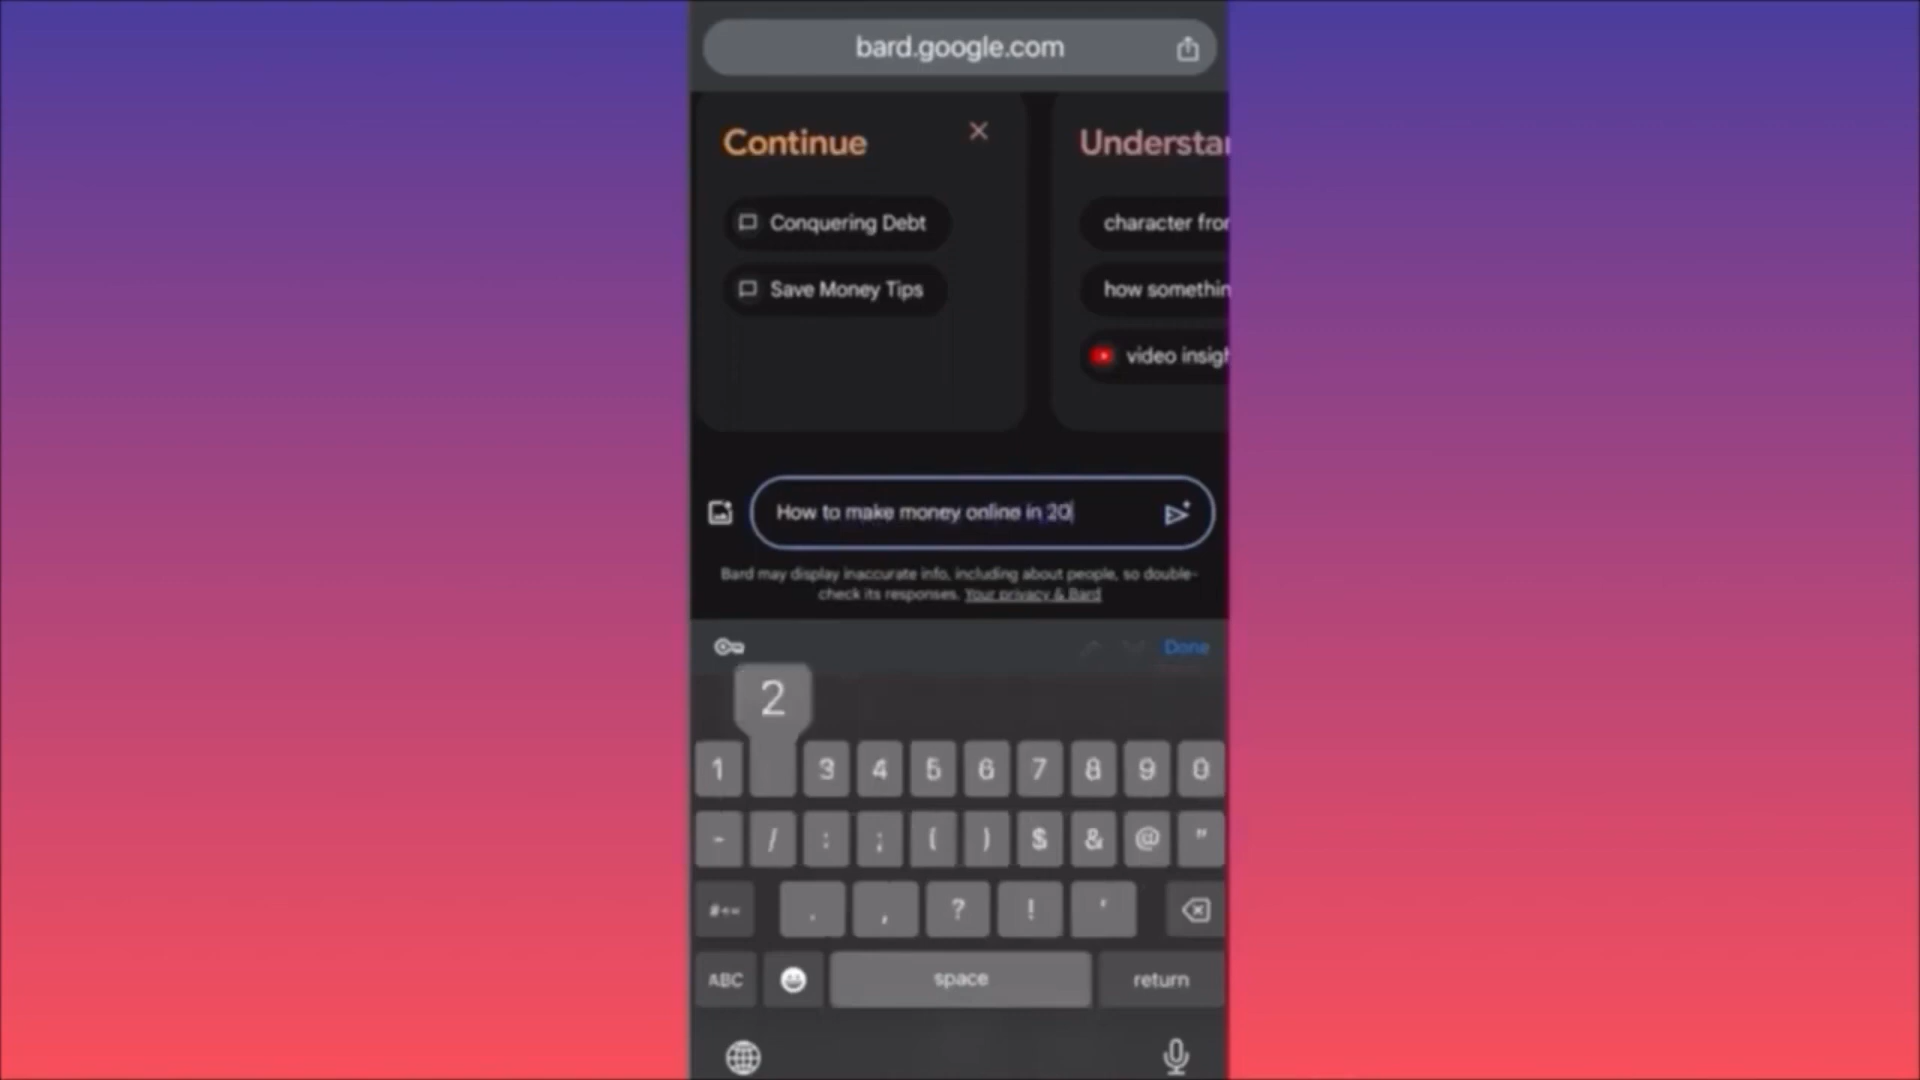 bard.google.com
Continue
Understa
Conquering Debt
character fro
Save Money Tips
how somethin
video insig
How to make money online in 20
Bard may display inaccurate info, including about people, so double-
check its responses. Your privacy & Bard
Done
2
1 3 4 5 6 7 8 9 0
- / : ; ( ) $ & @ "
#+= . , ? ! '
ABC space return